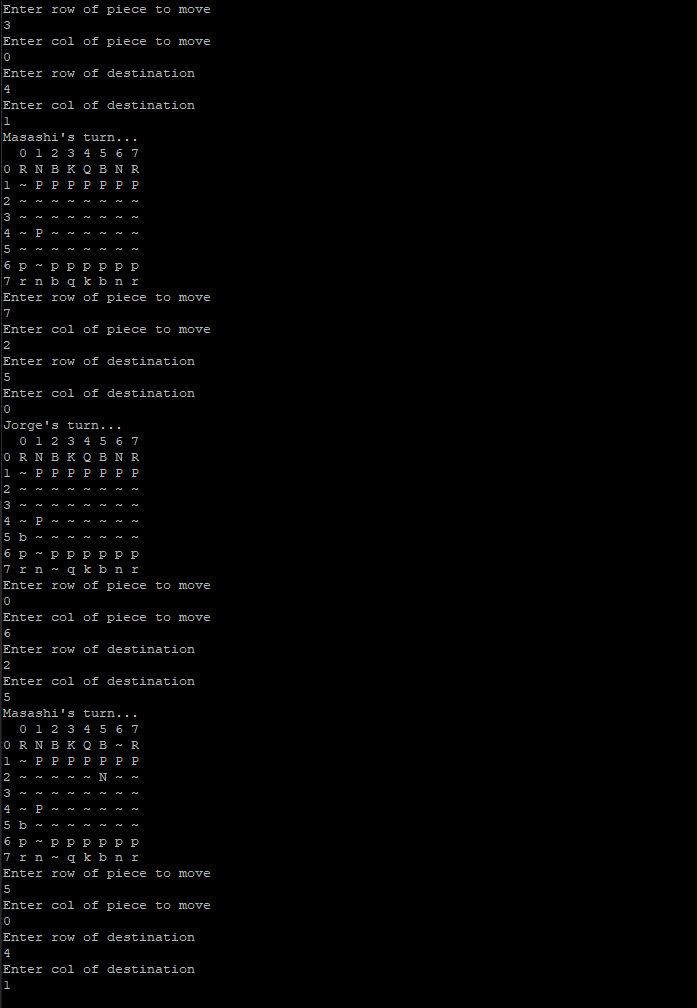 Enter row of piece to move
3
Enter col of piece to move
0
Enter row of destination
4
Enter col of destination
1
Masashi's turn...
  0 1 2 3 4 5 6 7
0 R N B K Q B N R
1 ~ P P P P P P P
2 ~ ~ ~ ~ ~ ~ ~ ~
3 ~ ~ ~ ~ ~ ~ ~ ~
4 ~ P ~ ~ ~ ~ ~ ~
5 ~ ~ ~ ~ ~ ~ ~ ~
6 p ~ p p p p p p
7 r n b q k b n r
Enter row of piece to move
7
Enter col of piece to move
2
Enter row of destination
5
Enter col of destination
0
Jorge's turn...
  0 1 2 3 4 5 6 7
0 R N B K Q B N R
1 ~ P P P P P P P
2 ~ ~ ~ ~ ~ ~ ~ ~
3 ~ ~ ~ ~ ~ ~ ~ ~
4 ~ P ~ ~ ~ ~ ~ ~
5 b ~ ~ ~ ~ ~ ~ ~
6 p ~ p p p p p p
7 r n ~ q k b n r
Enter row of piece to move
0
Enter col of piece to move
6
Enter row of destination
2
Enter col of destination
5
Masashi's turn...
  0 1 2 3 4 5 6 7
0 R N B K Q B ~ R
1 ~ P P P P P P P
2 ~ ~ ~ ~ ~ N ~ ~
3 ~ ~ ~ ~ ~ ~ ~ ~
4 ~ P ~ ~ ~ ~ ~ ~
5 b ~ ~ ~ ~ ~ ~ ~
6 p ~ p p p p p p
7 r n ~ q k b n r
Enter row of piece to move
5
Enter col of piece to move
0
Enter row of destination
4
Enter col of destination
1